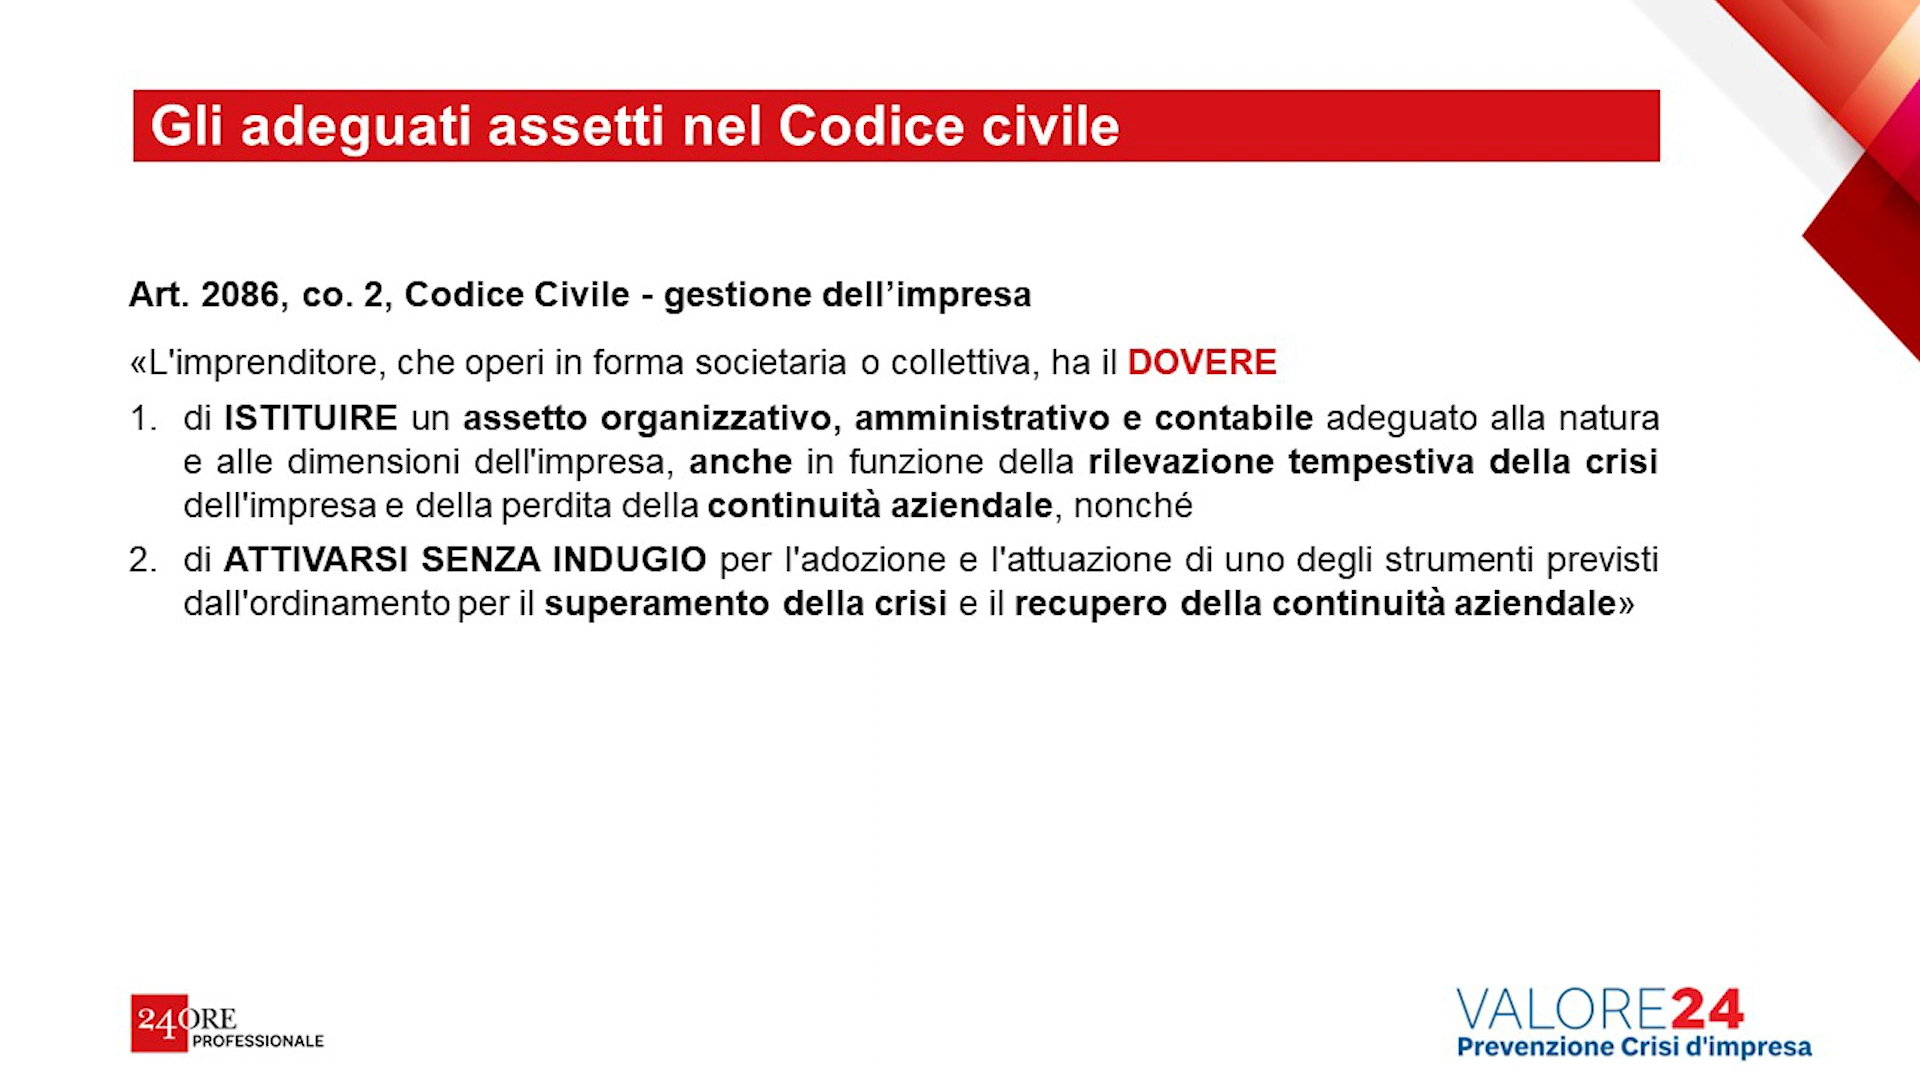 Gli adeguati assetti nel Codice civile
Art. 2086, co. 2, Codice Civile - gestione dell’impresa
«L'imprenditore, che operi in forma societaria o collettiva, ha il DOVERE
1. di ISTITUIRE un assetto organizzativo, amministrativo e contabile adeguato alla natura
e alle dimensioni dell'impresa, anche in funzione della rilevazione tempestiva della crisi
dell'impresa e della perdita della continuità aziendale, nonché
2. di ATTIVARSI SENZA INDUGIO per l'adozione e l'attuazione di uno degli strumenti previsti
dall'ordinamento per il superamento della crisi e il recupero della continuità aziendale»
24ORE
PROFESSIONALE
VALORE24
Prevenzione Crisi d'impresa